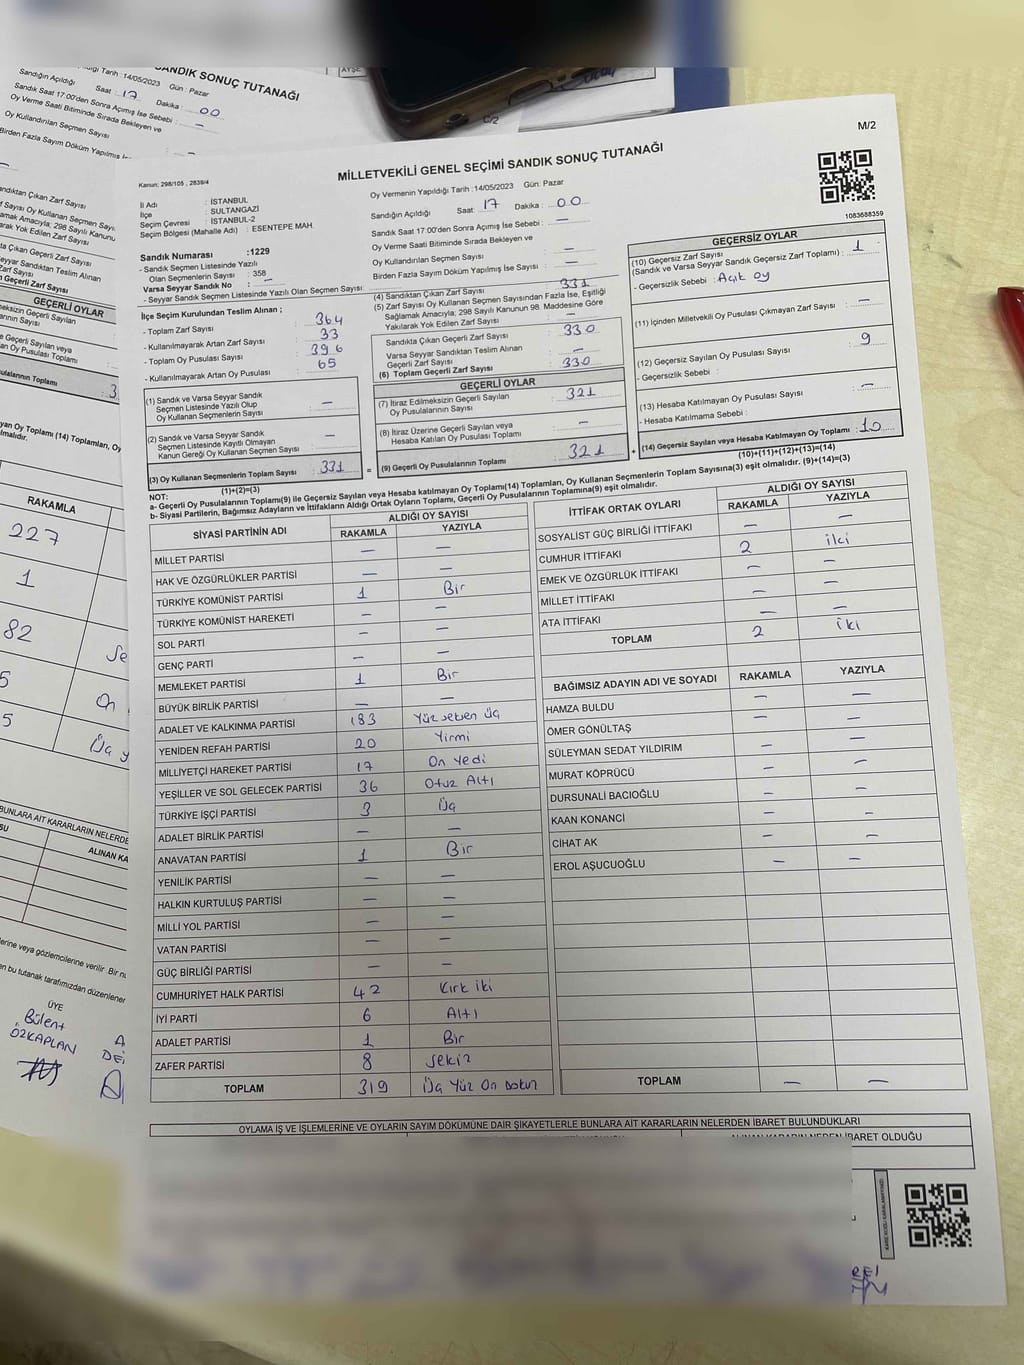 SANDIK SONUÇ TUTANAĞI
Tarih :14/05/2023 Gün : Pazar
Sandığın Açıldığı Saat : 17 Dakika : 00
Sandık Saat 17:00'den Sonra Açılmış İse Sebebi : —
Oy Verme Saati Bitiminde Sırada Bekleyen ve
Oy Kullandırılan Seçmen Sayısı
GEÇERLİ OYLAR
RAKAMLA
227
1
82
5
5
ÜYE
Bülent
ÖZKAPLAN
C/2
M/2
MİLLETVEKİLİ GENEL SEÇİMİ SANDIK SONUÇ TUTANAĞI
Kanun: 298/105 , 2839/4
1083688359
İl Adı : İSTANBUL
İlçe : SULTANGAZİ
Seçim Çevresi : İSTANBUL-2
Seçim Bölgesi (Mahalle Adı) : ESENTEPE MAH
Sandık Numarası :1229
- Sandık Seçmen Listesinde Yazılı
Olan Seçmenlerin Sayısı : 358
Varsa Seyyar Sandık No : —
- Seyyar Sandık Seçmen Listesinde Yazılı Olan Seçmen Sayısı:
İlçe Seçim Kurulundan Teslim Alınan ;
- Toplam Zarf Sayısı : 364
- Kullanılmayarak Artan Zarf Sayısı : 33
- Toplam Oy Pusulası Sayısı : 396
- Kullanılmayarak Artan Oy Pusulası : 65
(1) Sandık ve Varsa Seyyar Sandık
Seçmen Listesinde Yazılı Olup
Oy Kullanan Seçmenlerin Sayısı : —
(2) Sandık ve Varsa Seyyar Sandık
Seçmen Listesinde Kayıtlı Olmayan
Kanun Gereği Oy Kullanan Seçmen Sayısı : —
(3) Oy Kullanan Seçmenlerin Toplam Sayısı : 331
(1)+(2)=(3)
Oy Vermenin Yapıldığı Tarih :14/05/2023 Gün: Pazar
Sandığın Açıldığı Saat: 17 Dakika : 00
Sandık Saat 17:00'den Sonra Açılmış İse Sebebi : —
Oy Verme Saati Bitiminde Sırada Bekleyen ve
Oy Kullandırılan Seçmen Sayısı : —
Birden Fazla Sayım Döküm Yapılmış İse Sayısı : —
(4) Sandıktan Çıkan Zarf Sayısı : 331
(5) Zarf Sayısı Oy Kullanan Seçmen Sayısından Fazla İse, Eşitliği
Sağlamak Amacıyla; 298 Sayılı Kanunun 98. Maddesine Göre
Yakılarak Yok Edilen Zarf Sayısı : —
Sandıkta Çıkan Geçerli Zarf Sayısı : 330
Varsa Seyyar Sandıktan Teslim Alınan
Geçerli Zarf Sayısı : —
(6) Toplam Geçerli Zarf Sayısı : 330
GEÇERLİ OYLAR
(7) İtiraz Edilmeksizin Geçerli Sayılan
Oy Pusulalarının Sayısı : 321
(8) İtiraz Üzerine Geçerli Sayılan veya
Hesaba Katılan Oy Pusulası Toplamı : —
= (9) Geçerli Oy Pusulalarının Toplamı : 321
GEÇERSİZ OYLAR
(10) Geçersiz Zarf Sayısı
(Sandık ve Varsa Seyyar Sandık Geçersiz Zarf Toplamı) : 1
- Geçersizlik Sebebi : Açık oy
(11) İçinden Milletvekili Oy Pusulası Çıkmayan Zarf Sayısı : —
(12) Geçersiz Sayılan Oy Pusulası Sayısı : 9
- Geçersizlik Sebebi :
(13) Hesaba Katılmayan Oy Pusulası Sayısı : —
- Hesaba Katılmama Sebebi :
+ (14) Geçersiz Sayılan veya Hesaba Katılmayan Oy Toplamı : 10
(10)+(11)+(12)+(13)=(14)
NOT:
a- Geçerli Oy Pusulalarının Toplamı(9) ile Geçersiz Sayılan veya Hesaba katılmayan Oy Toplamı(14) Toplamları, Oy Kullanan Seçmenlerin Toplam Sayısına(3) eşit olmalıdır. (9)+(14)=(3)
b- Siyasi Partilerin, Bağımsız Adayların ve İttifakların Aldığı Ortak Oyların Toplamı, Geçerli Oy Pusulalarının Toplamına(9) eşit olmalıdır.
SİYASİ PARTİNİN ADI ALDIĞI OY SAYISI
RAKAMLA YAZIYLA
MİLLET PARTİSİ — —
HAK VE ÖZGÜRLÜKLER PARTİSİ — —
TÜRKİYE KOMÜNİST PARTİSİ 1 Bir
TÜRKİYE KOMÜNİST HAREKETİ — —
SOL PARTİ — —
GENÇ PARTİ — —
MEMLEKET PARTİSİ 1 Bir
BÜYÜK BİRLİK PARTİSİ — —
ADALET VE KALKINMA PARTİSİ 183 Yüz seksen üç
YENİDEN REFAH PARTİSİ 20 Yirmi
MİLLİYETÇİ HAREKET PARTİSİ 17 On Yedi
YEŞİLLER VE SOL GELECEK PARTİSİ 36 Otuz Altı
TÜRKİYE İŞÇİ PARTİSİ 3 Üç
ADALET BİRLİK PARTİSİ — —
ANAVATAN PARTİSİ 1 Bir
YENİLİK PARTİSİ — —
HALKIN KURTULUŞ PARTİSİ — —
MİLLİ YOL PARTİSİ — —
VATAN PARTİSİ — —
GÜÇ BİRLİĞİ PARTİSİ — —
CUMHURİYET HALK PARTİSİ 42 Kırk iki
İYİ PARTİ 6 Altı
ADALET PARTİSİ 1 Bir
ZAFER PARTİSİ 8 Sekiz
TOPLAM 319 Üç Yüz On Dokuz
İTTİFAK ORTAK OYLARI ALDIĞI OY SAYISI
RAKAMLA YAZIYLA
SOSYALİST GÜÇ BİRLİĞİ İTTİFAKI — —
CUMHUR İTTİFAKI 2 iki
EMEK VE ÖZGÜRLÜK İTTİFAKI — —
MİLLET İTTİFAKI — —
ATA İTTİFAKI — —
TOPLAM 2 iki
BAĞIMSIZ ADAYIN ADI VE SOYADI RAKAMLA YAZIYLA
HAMZA BULDU — —
ÖMER GÖNÜLTAŞ — —
SÜLEYMAN SEDAT YILDIRIM — —
MURAT KÖPRÜCÜ — —
DURSUNALİ BACIOĞLU — —
KAAN KONANCİ — —
CİHAT AK — —
EROL AŞUCUOĞLU — —
TOPLAM — —
OYLAMA İŞ VE İŞLEMLERİNE VE OYLARIN SAYIM DÖKÜMÜNE DAİR ŞİKAYETLERLE BUNLARA AİT KARARLARIN NELERDEN İBARET BULUNDUKLARI
ALINAN KARARIN NEDEN İBARET OLDUĞU